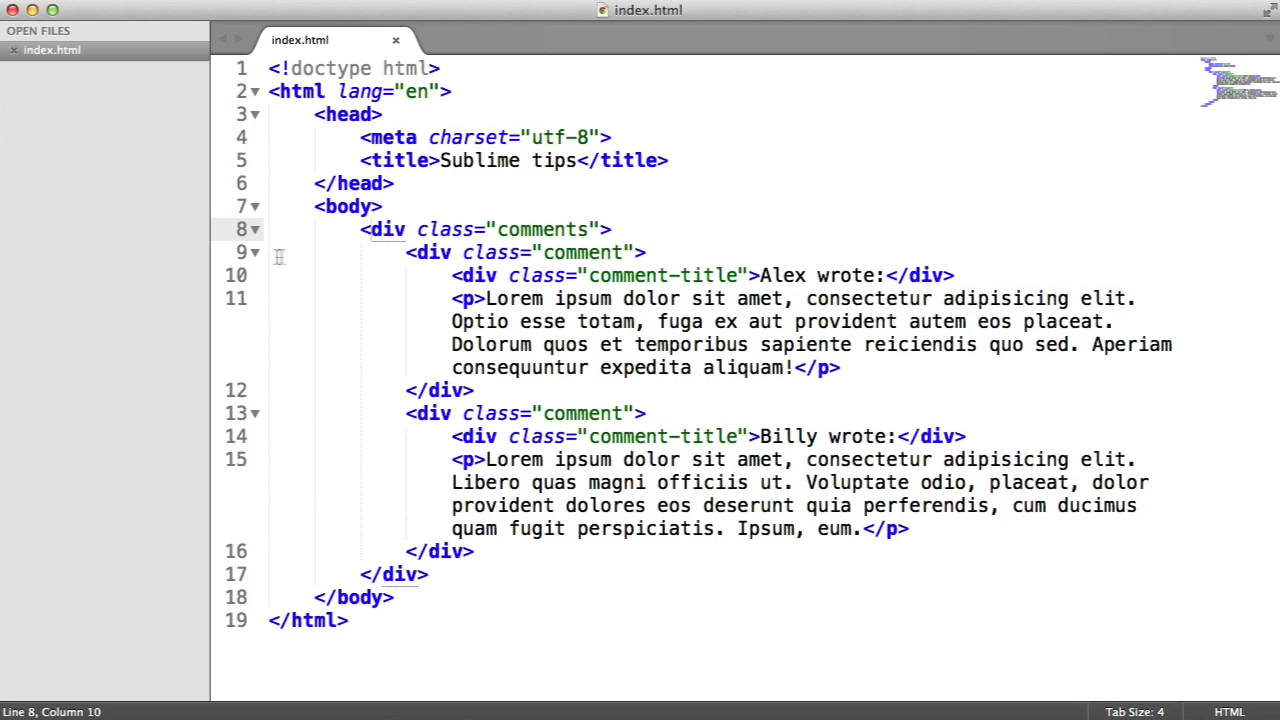 index.html
OPEN FILES
× index.html
index.html ×
1 <!doctype html>
2 <html lang="en">
3 <head>
4 <meta charset="utf-8">
5 <title>Sublime tips</title>
6 </head>
7 <body>
8 <div class="comments">
9 <div class="comment">
10 <div class="comment-title">Alex wrote:</div>
11 <p>Lorem ipsum dolor sit amet, consectetur adipisicing elit.
Optio esse totam, fuga ex aut provident autem eos placeat.
Dolorum quos et temporibus sapiente reiciendis quo sed. Aperiam
consequuntur expedita aliquam!</p>
12 </div>
13 <div class="comment">
14 <div class="comment-title">Billy wrote:</div>
15 <p>Lorem ipsum dolor sit amet, consectetur adipisicing elit.
Libero quas magni officiis ut. Voluptate odio, placeat, dolor
provident dolores eos deserunt quia perferendis, cum ducimus
quam fugit perspiciatis. Ipsum, eum.</p>
16 </div>
17 </div>
18 </body>
19 </html>
Line 8, Column 10
Tab Size: 4
HTML